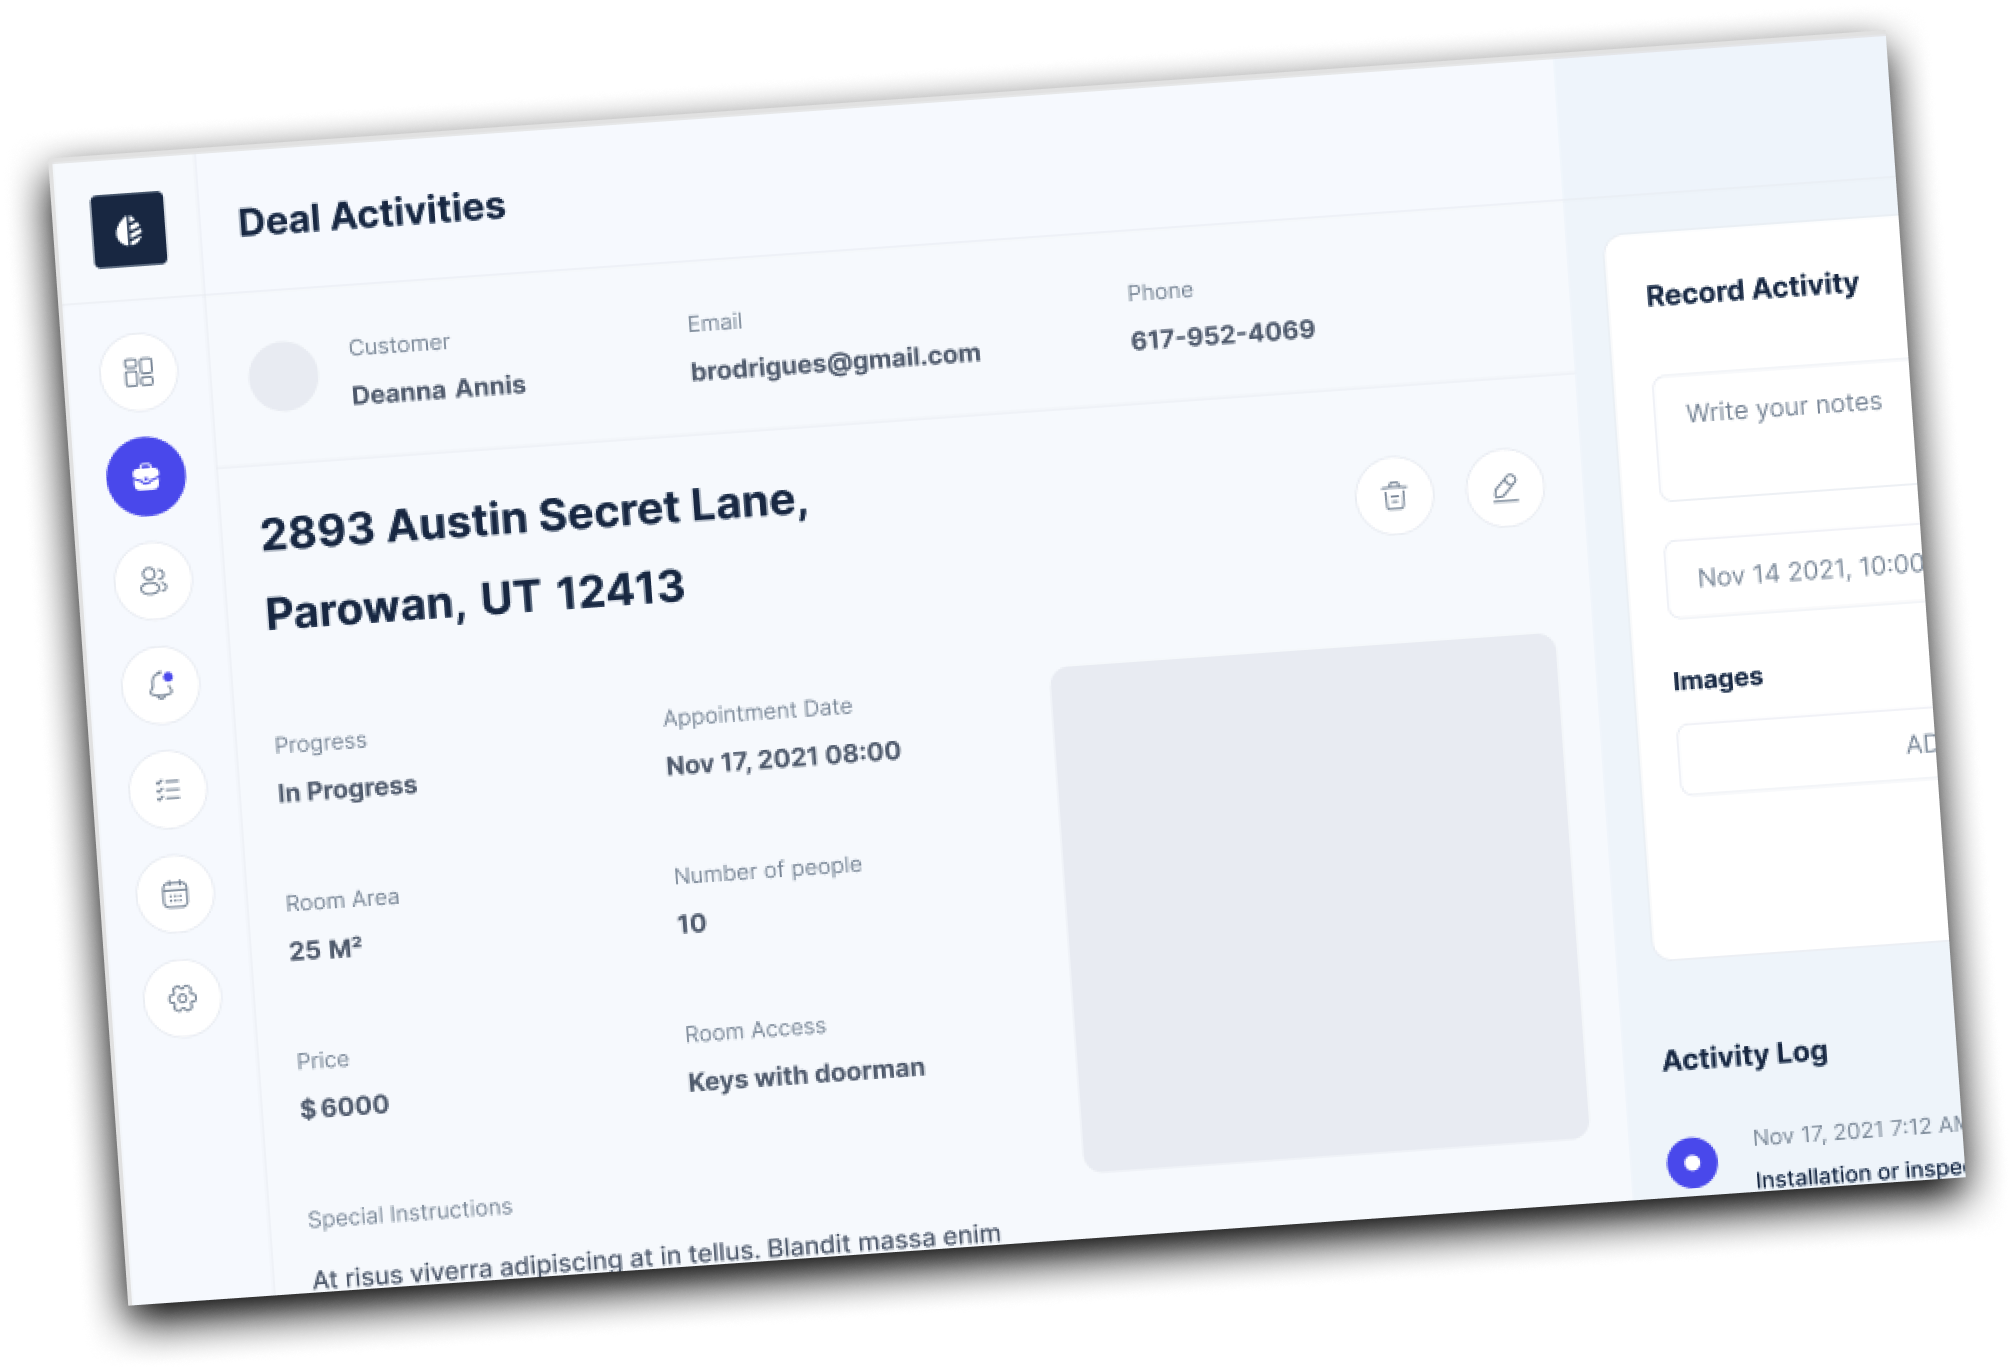 Deal Activities
Customer
Deanna Annis
Email
brodrigues@gmail.com
Phone
617-952-4069
2893 Austin Secret Lane,
Parowan, UT 12413
Progress
In Progress
Appointment Date
Nov 17, 2021 08:00
Room Area
25 M²
Number of people
10
Price
$6000
Room Access
Keys with doorman
Special Instructions
At risus viverra adipiscing at in tellus. Blandit massa enim
Record Activity
Write your notes
Nov 14 2021, 10:00
Images
Activity Log
Nov 17, 2021 7:12 AM
Installation or